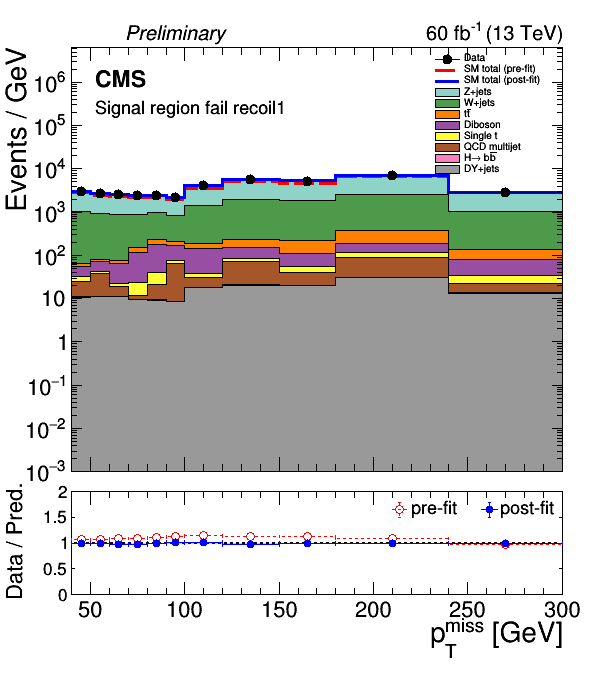 Preliminary 60 fb⁻¹ (13 TeV)
CMS
Signal region fail recoil1
Data
SM total (pre-fit)
SM total (post-fit)
Z+jets
W+jets
tt̅
Diboson
Single t
QCD multijet
H→ bb̅
DY+jets
Events / GeV
10⁶
10⁵
10⁴
10³
10²
10
1
10⁻¹
10⁻²
10⁻³
pre-fit post-fit
Data / Pred.
2
1.5
1
0.5
0
50 100 150 200 250 300
p_T^miss [GeV]